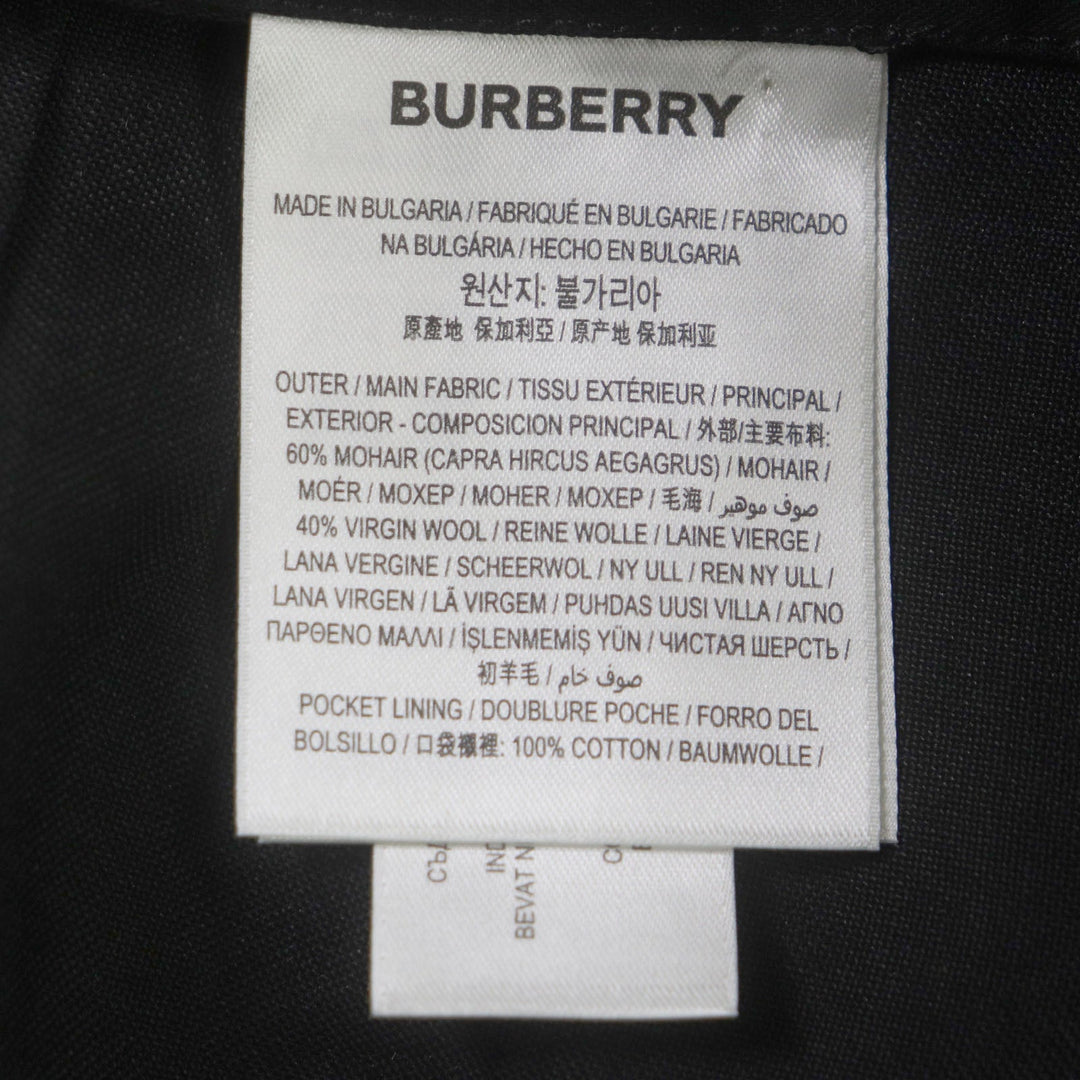 BURBERRY
MADE IN BULGARIA / FABRIQUÉ EN BULGARIE / FABRICADO
NA BULGÁRIA / HECHO EN BULGARIA
원산지: 불가리아
原產地 保加利亞 / 原产地 保加利亚
OUTER / MAIN FABRIC / TISSU EXTÉRIEUR / PRINCIPAL /
EXTERIOR - COMPOSICION PRINCIPAL / 外部/主要布料:
60% MOHAIR (CAPRA HIRCUS AEGAGRUS) / MOHAIR /
MOÉR / МОХЕР / MOHER / МОХЕР / 毛海 / صوف موهير
40% VIRGIN WOOL / REINE WOLLE / LAINE VIERGE /
LANA VERGINE / SCHEERWOL / NY ULL / REN NY ULL /
LANA VIRGEN / LÃ VIRGEM / PUHDAS UUSI VILLA / ΑΓΝΟ
ΠΑΡΘΕΝΟ ΜΑΛΛΙ / İŞLENMEMİŞ YÜN / ЧИСТАЯ ШЕРСТЬ /
初羊毛 / صوف خام
POCKET LINING / DOUBLURE POCHE / FORRO DEL
BOLSILLO / 口袋襯裡: 100% COTTON / BAUMWOLLE /
BEVAT N